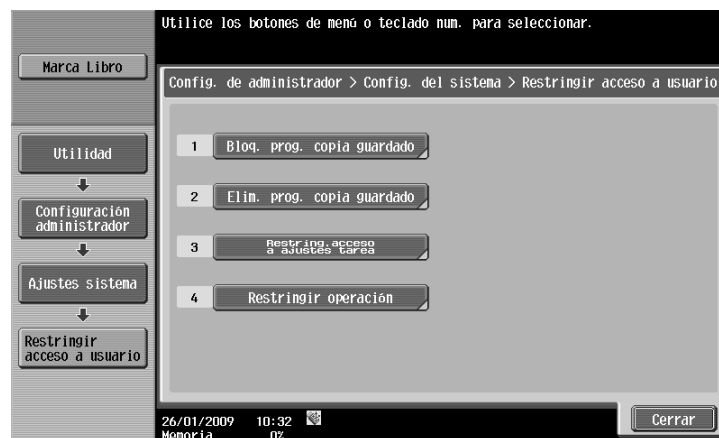 Utilice los botones de menú o teclado num. para seleccionar.
Marca Libro
Config. de administrador > Config. del sistema > Restringir acceso a usuario
Utilidad
Configuración
administrador
Ajustes sistema
Restringir
acceso a usuario
1 Bloq. prog. copia guardado
2 Elim. prog. copia guardado
3 Restring.acceso
a ajustes tarea
4 Restringir operación
26/01/2009 10:32
Memoria 0%
Cerrar